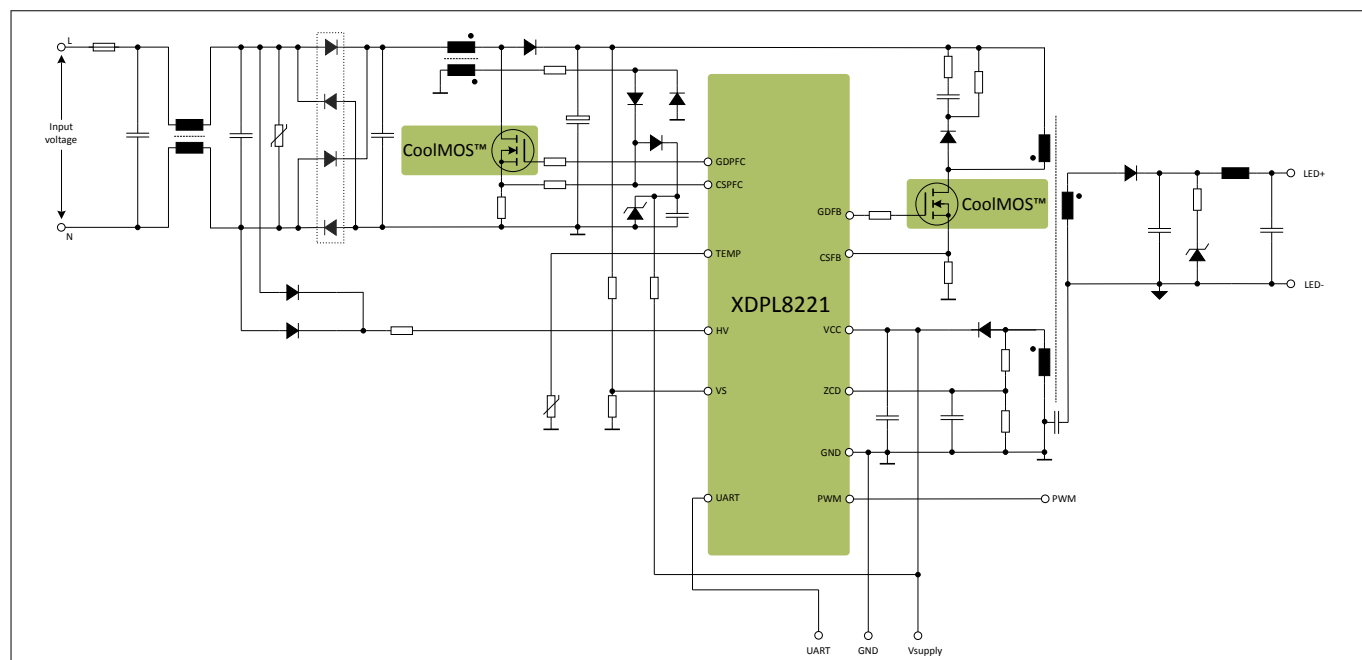 L
Input
voltage
N
CoolMOS™
GDPFC
CSPFC
TEMP
HV
VS
UART
XDPL8221
GDFB
CSFB
VCC
ZCD
GND
PWM
CoolMOS™
LED+
LED-
PWM
UART
GND
Vsupply